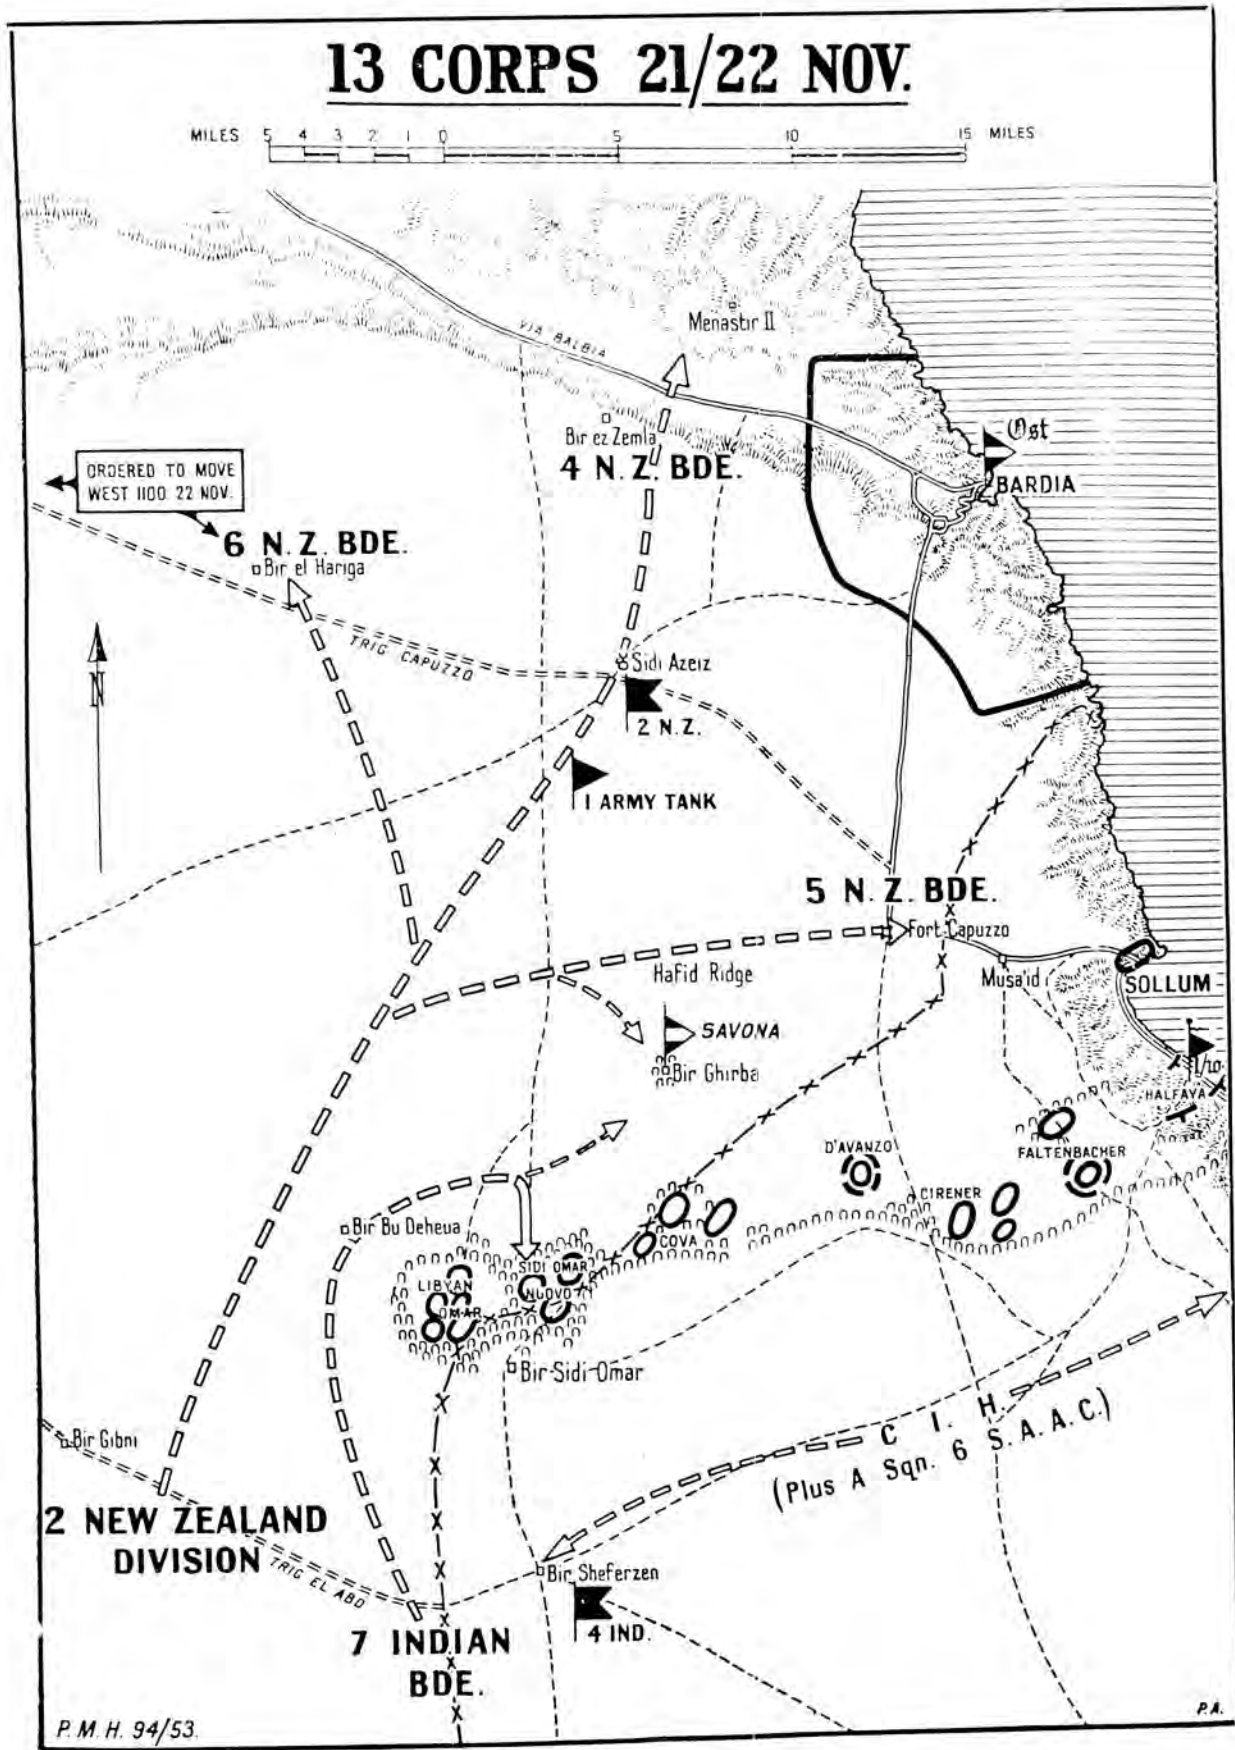 13 CORPS 21/22 NOV.
MILES 5 4 3 2 1 0 5 10 15 MILES
Menastir II
VIA BALBIA
Bir ez Zemla
4 N.Z. BDE.
Ost
BARDIA
ORDERED TO MOVE
WEST 1100 22 NOV.
6 N.Z. BDE.
Bir el Hariga
TRIG CAPUZZO
N
Sidi Azeiz
2 N.Z.
1 ARMY TANK
5 N.Z. BDE.
Fort Capuzzo
Hafid Ridge
Musa'id
SOLLUM
SAVONA
Bir Ghirba
HALFAYA
D'AVANZO
FALTENBACHER
CIRENER
COVA
Bir Bu Deheua
SIDI OMAR
NUOVO
LIBYAN
OMAR
Bir Sidi Omar
C. I. H.
(Plus A Sqn. 6 S.A.A.C.)
Bir Gibni
2 NEW ZEALAND
DIVISION
TRIG EL ABD
Bir Sheferzen
4 IND.
7 INDIAN
BDE.
P.M.H. 94/53.
P.A.